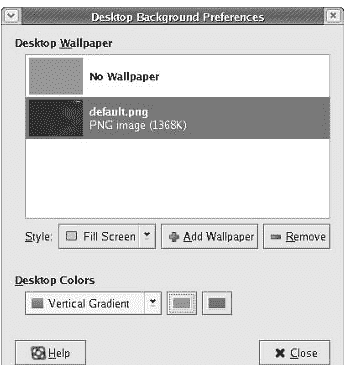 Desktop Background Preferences
Desktop Wallpaper
No Wallpaper
default.png
PNG image (1368K)
Style: Fill Screen Add Wallpaper Remove
Desktop Colors
Vertical Gradient
Help Close